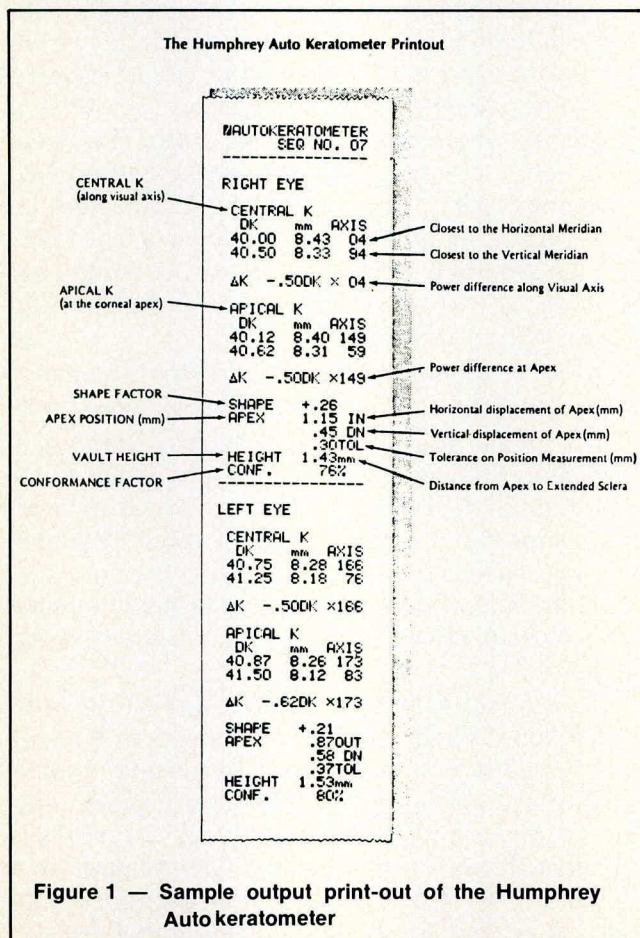 The Humphrey Auto Keratometer Printout
AUTOKERATOMETER
SEQ NO. 07
RIGHT EYE
CENTRAL K
(along visual axis)
CENTRAL K
DK mm AXIS
40.00 8.43 04
Closest to the Horizontal Meridian
40.50 8.33 94
Closest to the Vertical Meridian
ΔK -.50DK × 04
Power difference along Visual Axis
APICAL K
(at the corneal apex)
APICAL K
DK mm AXIS
40.12 8.40 149
40.62 8.31 59
ΔK -.50DK ×149
Power difference at Apex
SHAPE FACTOR
SHAPE +.26
APEX POSITION (mm)
APEX 1.15 IN
Horizontal displacement of Apex (mm)
.45 DN
Vertical displacement of Apex (mm)
.30TOL
Tolerance on Position Measurement (mm)
VAULT HEIGHT
HEIGHT 1.43mm
Distance from Apex to Extended Sclera
CONFORMANCE FACTOR
CONF. 76%
LEFT EYE
CENTRAL K
DK mm AXIS
40.75 8.28 166
41.25 8.18 76
ΔK -.50DK ×166
APICAL K
DK mm AXIS
40.87 8.26 173
41.50 8.12 83
ΔK -.62DK ×173
SHAPE +.21
APEX .87OUT
.58 DN
.37TOL
HEIGHT 1.53mm
CONF. 80%
Figure 1 — Sample output print-out of the Humphrey
Auto keratometer